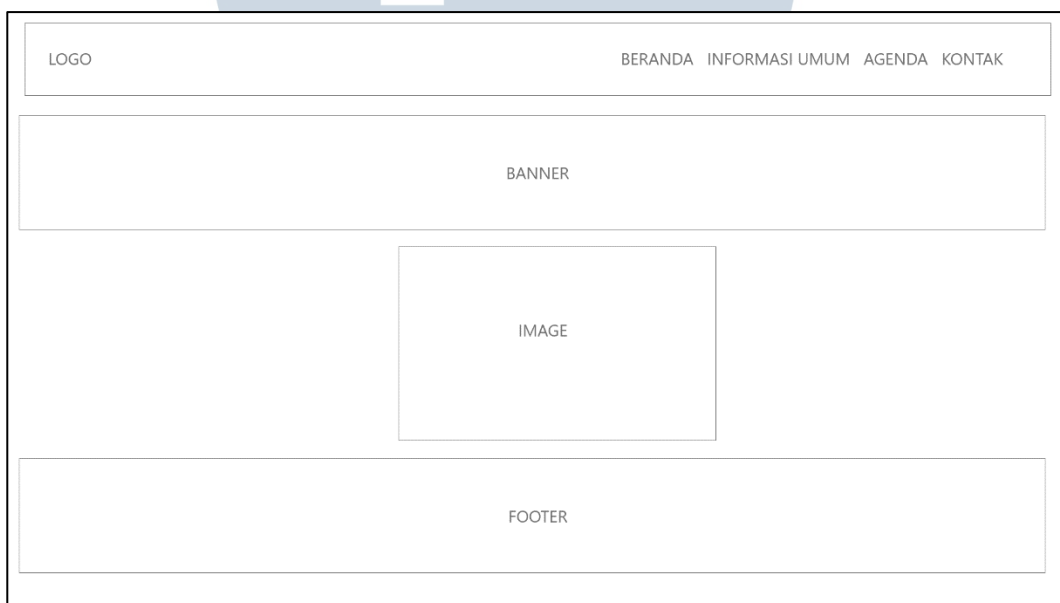 LOGO BERANDA INFORMASI UMUM AGENDA KONTAK
BANNER
IMAGE
FOOTER